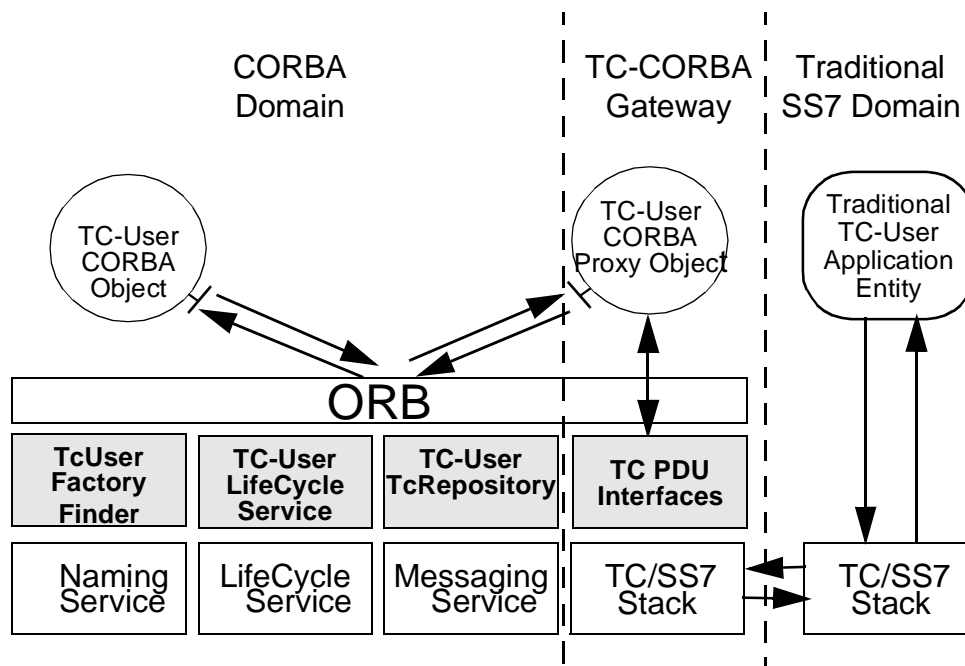 CORBA
Domain
TC-CORBA
Gateway
Traditional
SS7 Domain
TC-User
CORBA
Object
TC-User
CORBA
Proxy Object
Traditional
TC-User
Application
Entity
ORB
TcUser
Factory
Finder
TC-User
LifeCycle
Service
TC-User
TcRepository
TC PDU
Interfaces
Naming
Service
LifeCycle
Service
Messaging
Service
TC/SS7
Stack
TC/SS7
Stack